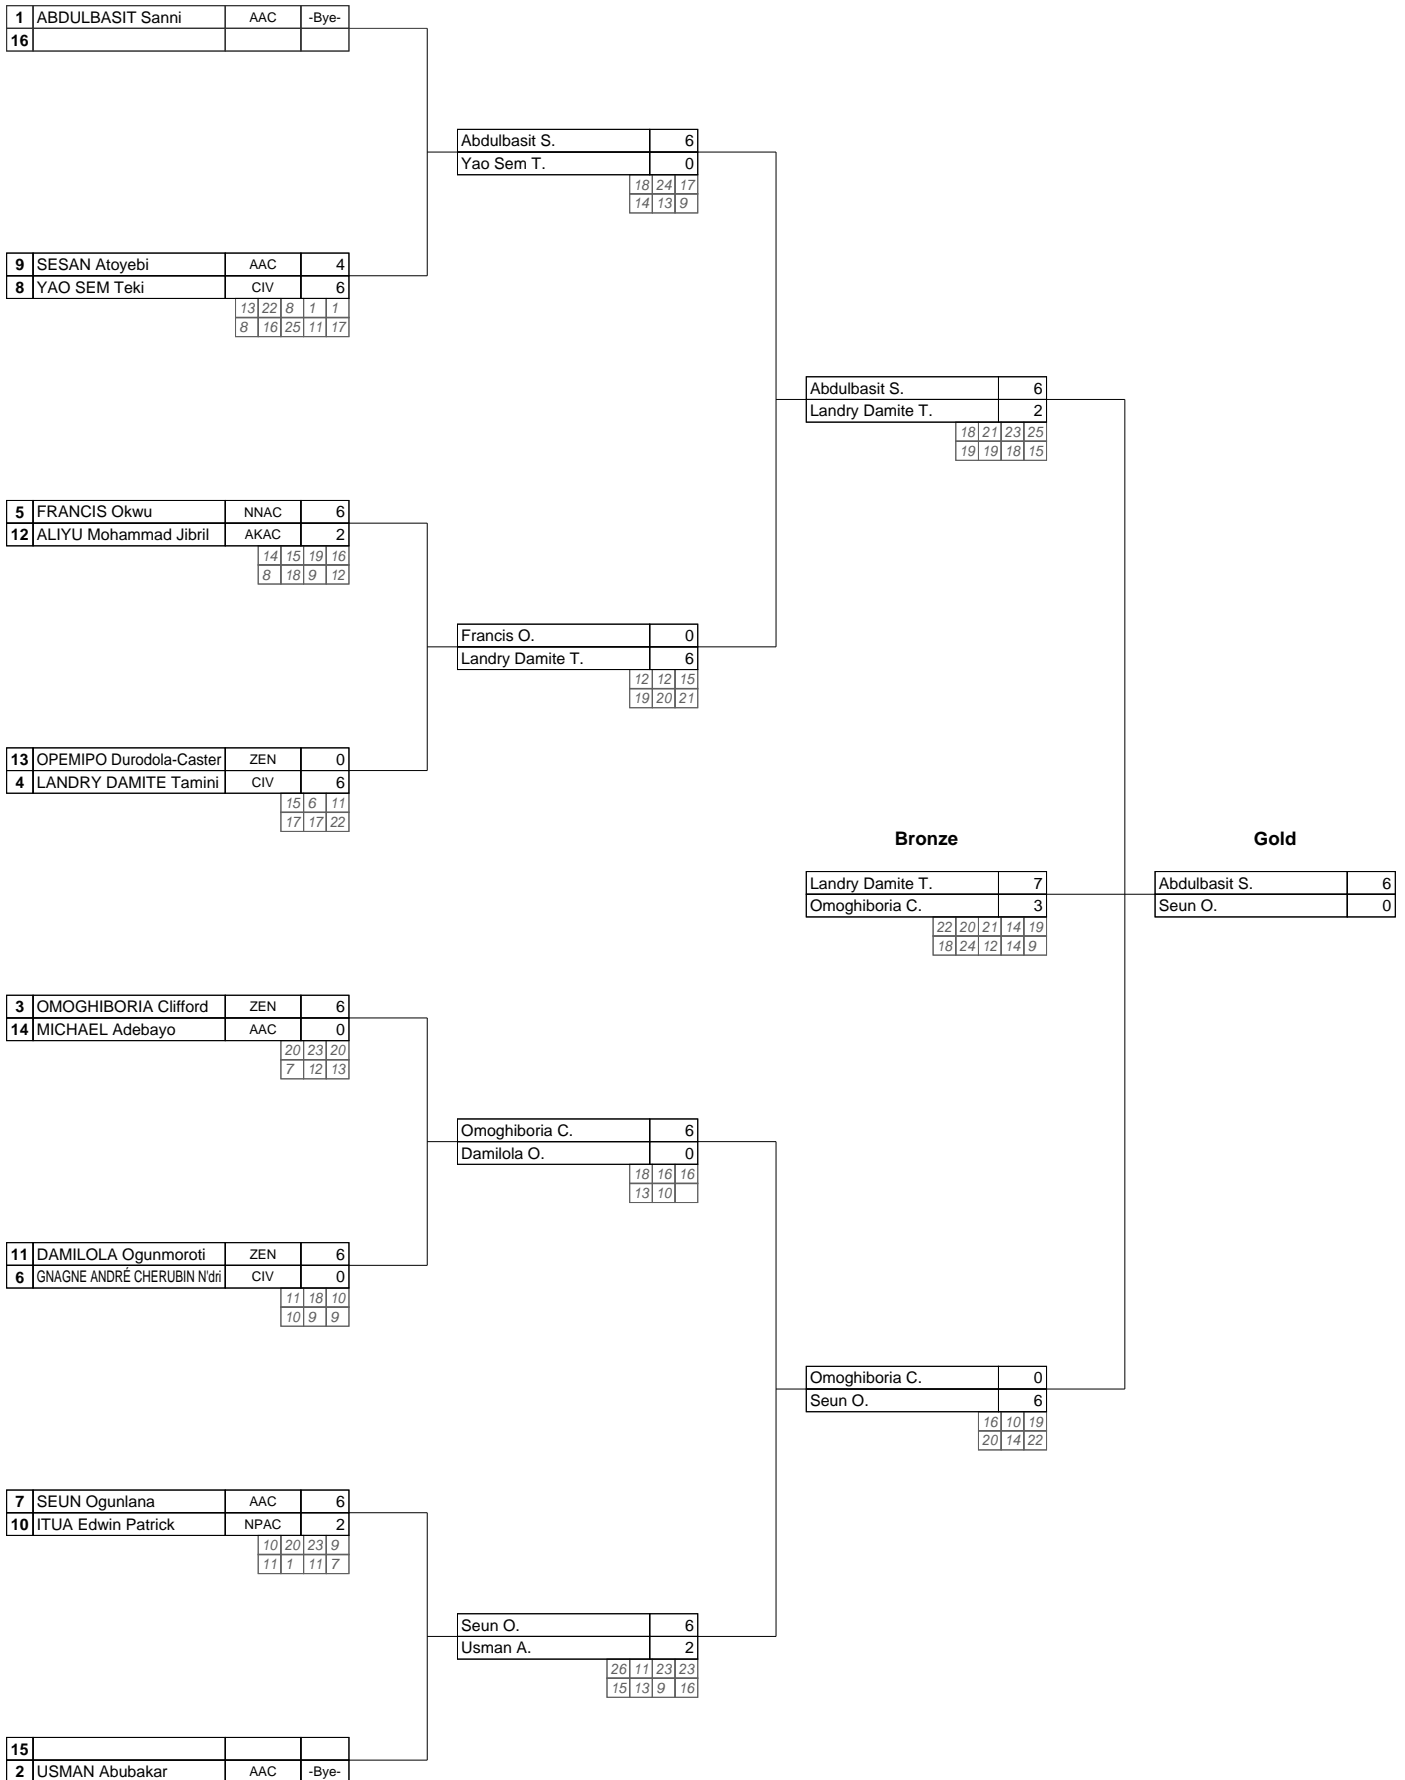 1 ABDULBASIT Sanni AAC -Bye-
16
Abdulbasit S. 6
Yao Sem T. 0
18 24 17
14 13 9
9 SESAN Atoyebi AAC 4
8 YAO SEM Teki CIV 6
13 22 8 1 1
8 16 25 11 17
Abdulbasit S. 6
Landry Damite T. 2
18 21 23 25
19 19 18 15
5 FRANCIS Okwu NNAC 6
12 ALIYU Mohammad Jibril AKAC 2
14 15 19 16
8 18 9 12
Francis O. 0
Landry Damite T. 6
12 12 15
19 20 21
13 OPEMIPO Durodola-Caster ZEN 0
4 LANDRY DAMITE Tamini CIV 6
15 6 11
17 17 22
Bronze Gold
Landry Damite T. 7 Abdulbasit S. 6
Omoghiboria C. 3 Seun O. 0
22 20 21 14 19
18 24 12 14 9
3 OMOGHIBORIA Clifford ZEN 6
14 MICHAEL Adebayo AAC 0
20 23 20
7 12 13
Omoghiboria C. 6
Damilola O. 0
18 16 16
13 10
11 DAMILOLA Ogunmoroti ZEN 6
6 GNAGNE ANDRÉ CHERUBIN N'dri CIV 0
11 18 10
10 9 9
Omoghiboria C. 0
Seun O. 6
16 10 19
20 14 22
7 SEUN Ogunlana AAC 6
10 ITUA Edwin Patrick NPAC 2
10 20 23 9
11 1 11 7
Seun O. 6
Usman A. 2
26 11 23 23
15 13 9 16
15
2 USMAN Abubakar AAC -Bye-